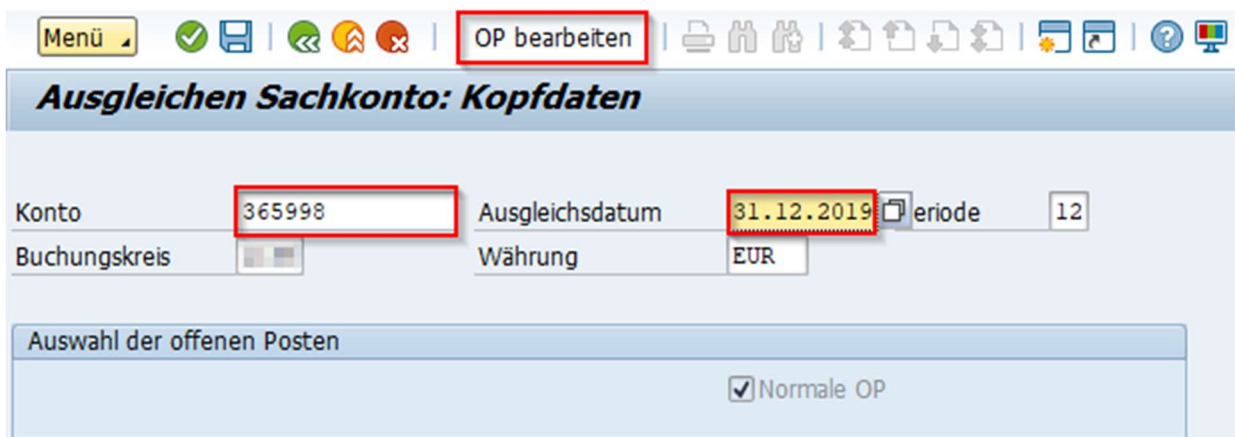 Menü OP bearbeiten
Ausgleichen Sachkonto: Kopfdaten
Konto 365998 Ausgleichsdatum 31.12.2019 eriode 12
Buchungskreis Währung EUR
Auswahl der offenen Posten
Normale OP